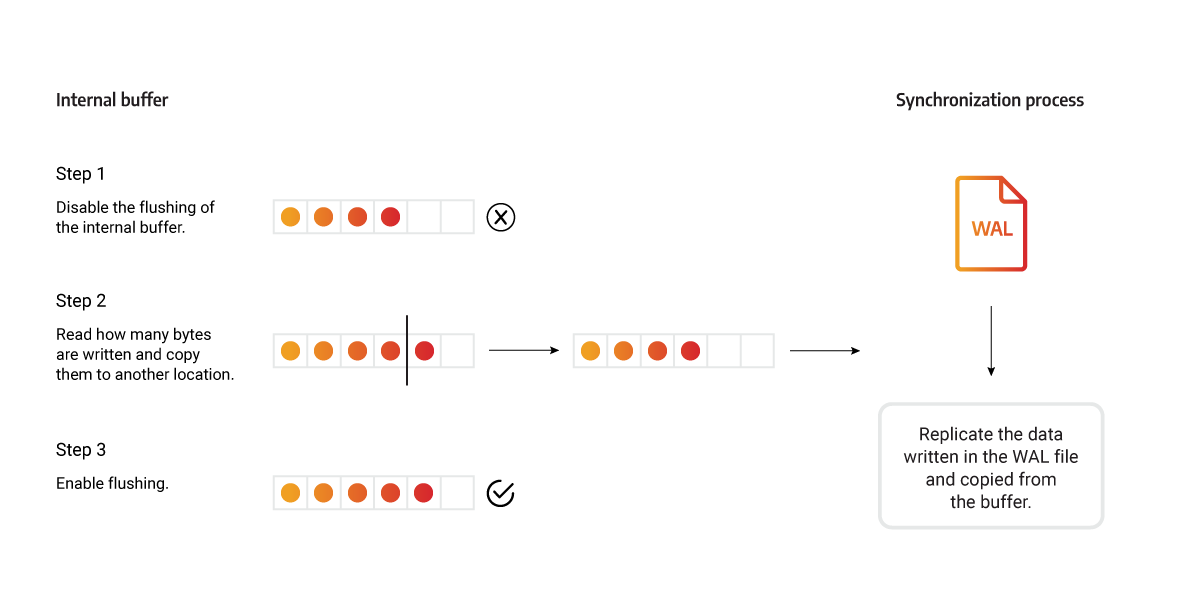 Internal buffer
Synchronization process
Step 1
Disable the flushing of
the internal buffer.
WAL
Step 2
Read how many bytes
are written and copy
them to another location.
Step 3
Enable flushing.
Replicate the data
written in the WAL file
and copied from
the buffer.